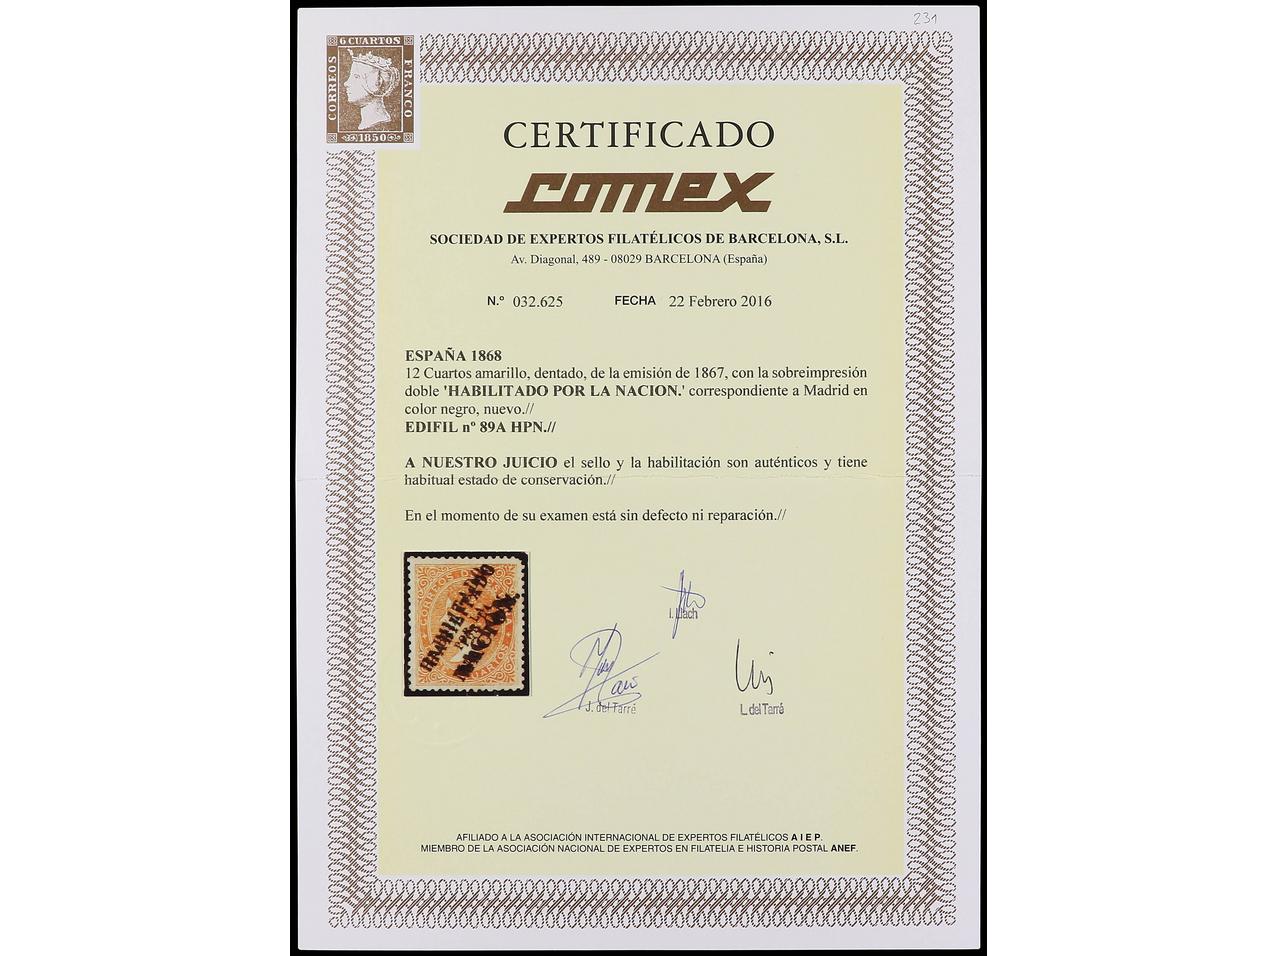 231
6 CUARTOS
CORREOS
FRANCO
1850
CERTIFICADO
comex
SOCIEDAD DE EXPERTOS FILATÉLICOS DE BARCELONA, S.L.
Av. Diagonal, 489 - 08029 BARCELONA (España)
N.º 032.625 FECHA 22 Febrero 2016
ESPAÑA 1868
12 Cuartos amarillo, dentado, de la emisión de 1867, con la sobreimpresión
doble 'HABILITADO POR LA NACION.' correspondiente a Madrid en
color negro, nuevo.//
EDIFIL nº 89A HPN.//
A NUESTRO JUICIO el sello y la habilitación son auténticos y tiene
habitual estado de conservación.//
En el momento de su examen está sin defecto ni reparación.//
CORREOS
HABILITADO
POR LA
NACION.
I. Llach
J. del Tarré
L. del Tarré
AFILIADO A LA ASOCIACIÓN INTERNACIONAL DE EXPERTOS FILATÉLICOS A I E P.
MIEMBRO DE LA ASOCIACIÓN NACIONAL DE EXPERTOS EN FILATELIA E HISTORIA POSTAL ANEF.